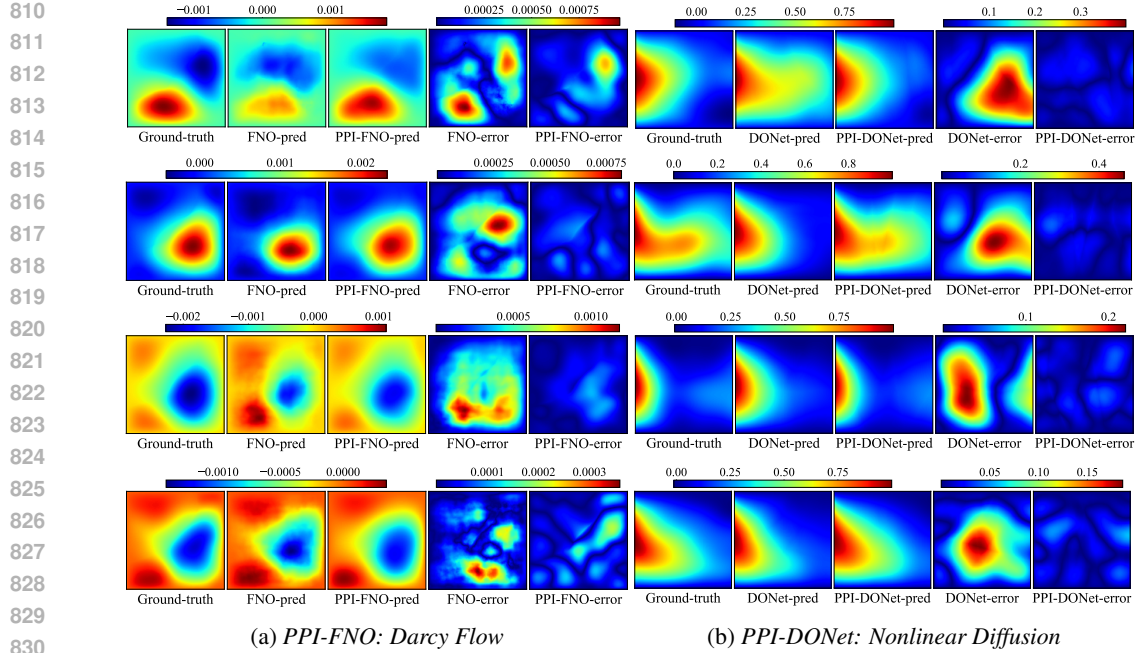 810
−0.001 0.000 0.001 0.00025 0.00050 0.00075 0.00 0.25 0.50 0.75 0.1 0.2 0.3
811
812
813
Ground-truth FNO-pred PPI-FNO-pred FNO-error PPI-FNO-error Ground-truth DONet-pred PPI-DONet-pred DONet-error PPI-DONet-error
814
815
0.000 0.001 0.002 0.00025 0.00050 0.00075 0.0 0.2 0.4 0.6 0.8 0.2 0.4
816
817
818
Ground-truth FNO-pred PPI-FNO-pred FNO-error PPI-FNO-error Ground-truth DONet-pred PPI-DONet-pred DONet-error PPI-DONet-error
819
820
−0.002 −0.001 0.000 0.001 0.0005 0.0010 0.00 0.25 0.50 0.75 0.1 0.2
821
822
823
Ground-truth FNO-pred PPI-FNO-pred FNO-error PPI-FNO-error Ground-truth DONet-pred PPI-DONet-pred DONet-error PPI-DONet-error
824
825
−0.0010 −0.0005 0.0000 0.0001 0.0002 0.0003 0.00 0.25 0.50 0.75 0.05 0.10 0.15
826
827
828
Ground-truth FNO-pred PPI-FNO-pred FNO-error PPI-FNO-error Ground-truth DONet-pred PPI-DONet-pred DONet-error PPI-DONet-error
829
(a) PPI-FNO: Darcy Flow (b) PPI-DONet: Nonlinear Diffusion
830